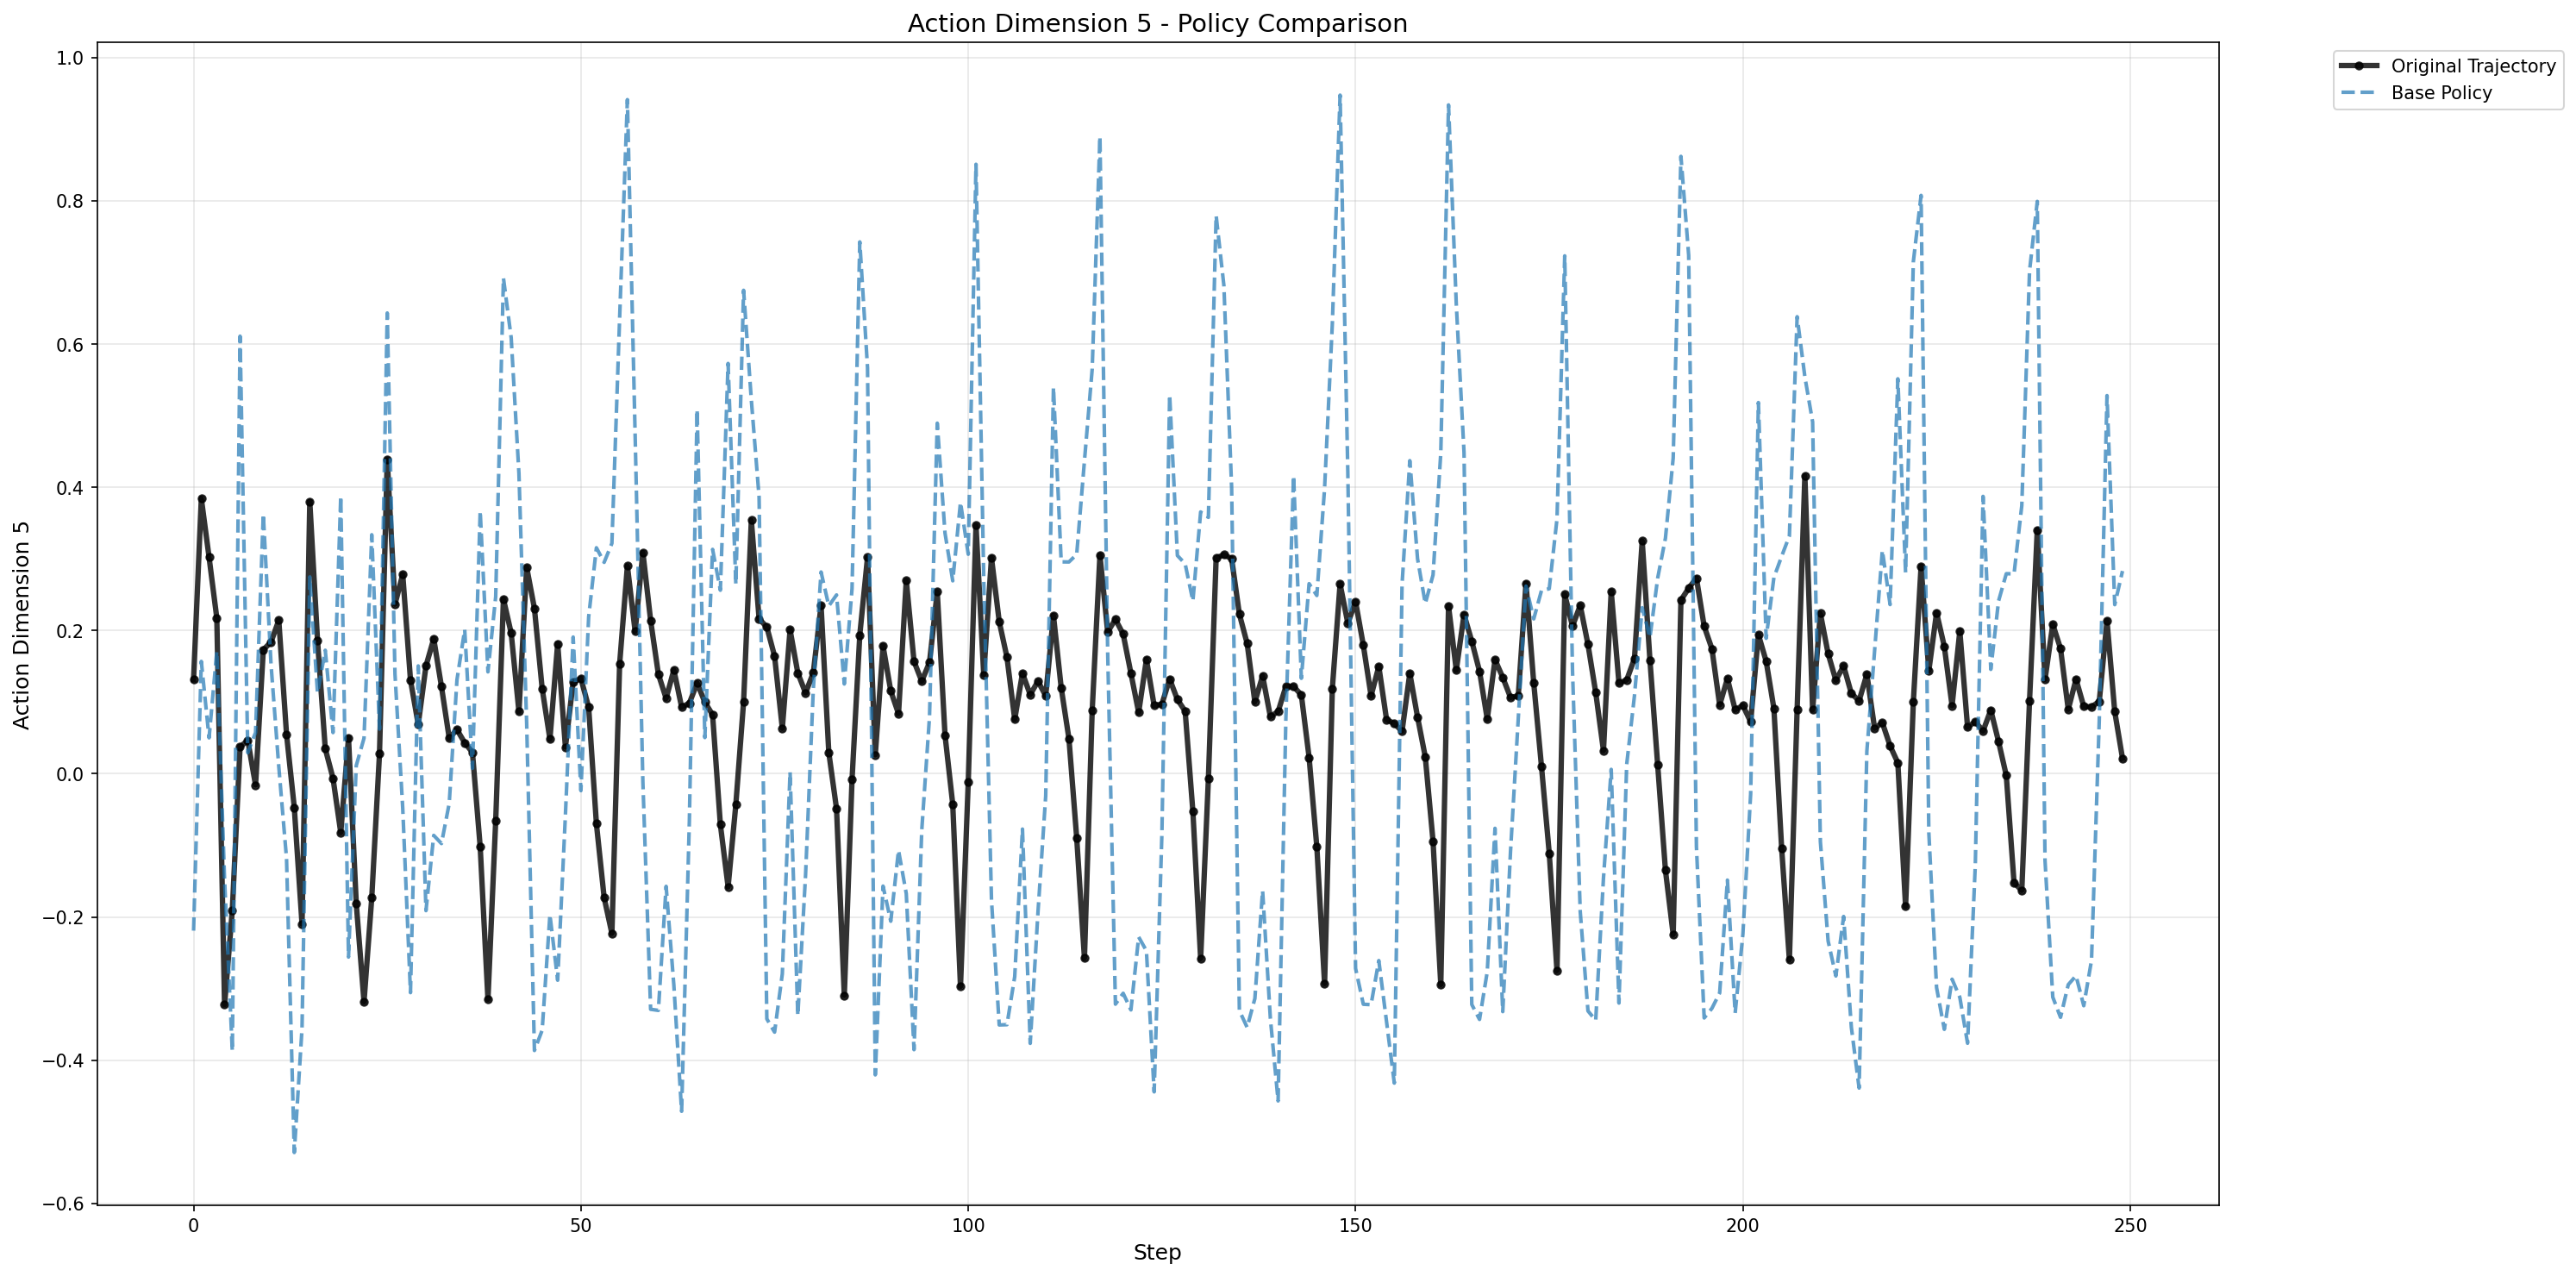 Action Dimension 5 - Policy Comparison
Original Trajectory
Base Policy
Action Dimension 5
1.0
0.8
0.6
0.4
0.2
0.0
−0.2
−0.4
−0.6
0 50 100 150 200 250
Step